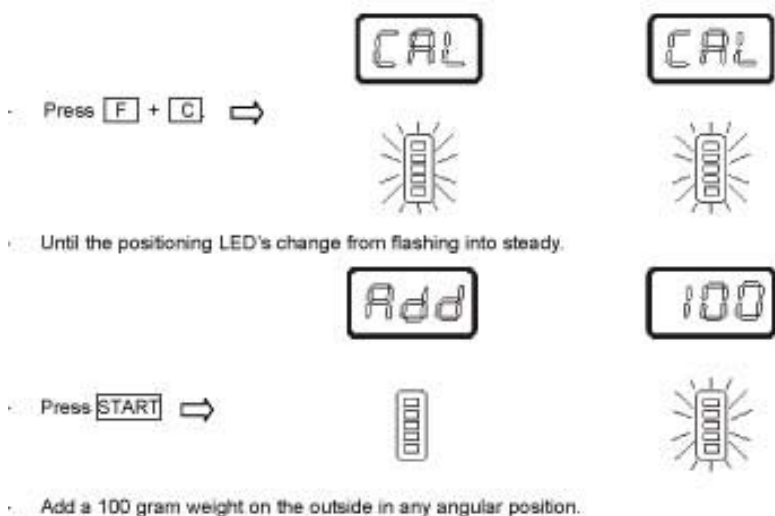 CAL CAL
Press F + C.
Until the positioning LED's change from flashing into steady.
Add 100
Press START
Add a 100 gram weight on the outside in any angular position.